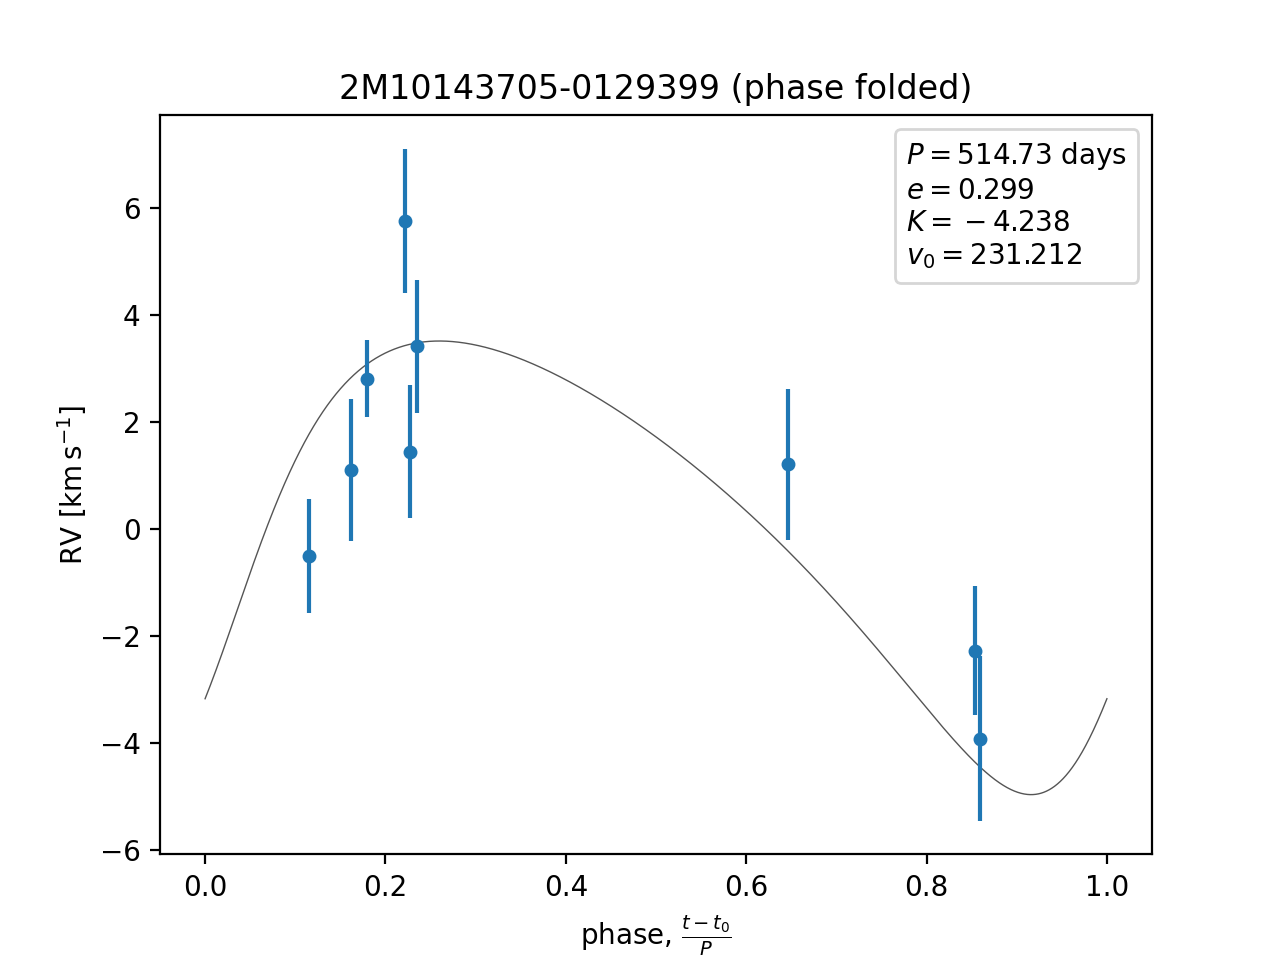 2M10143705-0129399 (phase folded)
P = 514.73 days
e = 0.299
K = −4.238
v₀ = 231.212
6
4
2
0
−2
−4
−6
RV [km s⁻¹]
0.0 0.2 0.4 0.6 0.8 1.0
phase, (t − t₀)/P